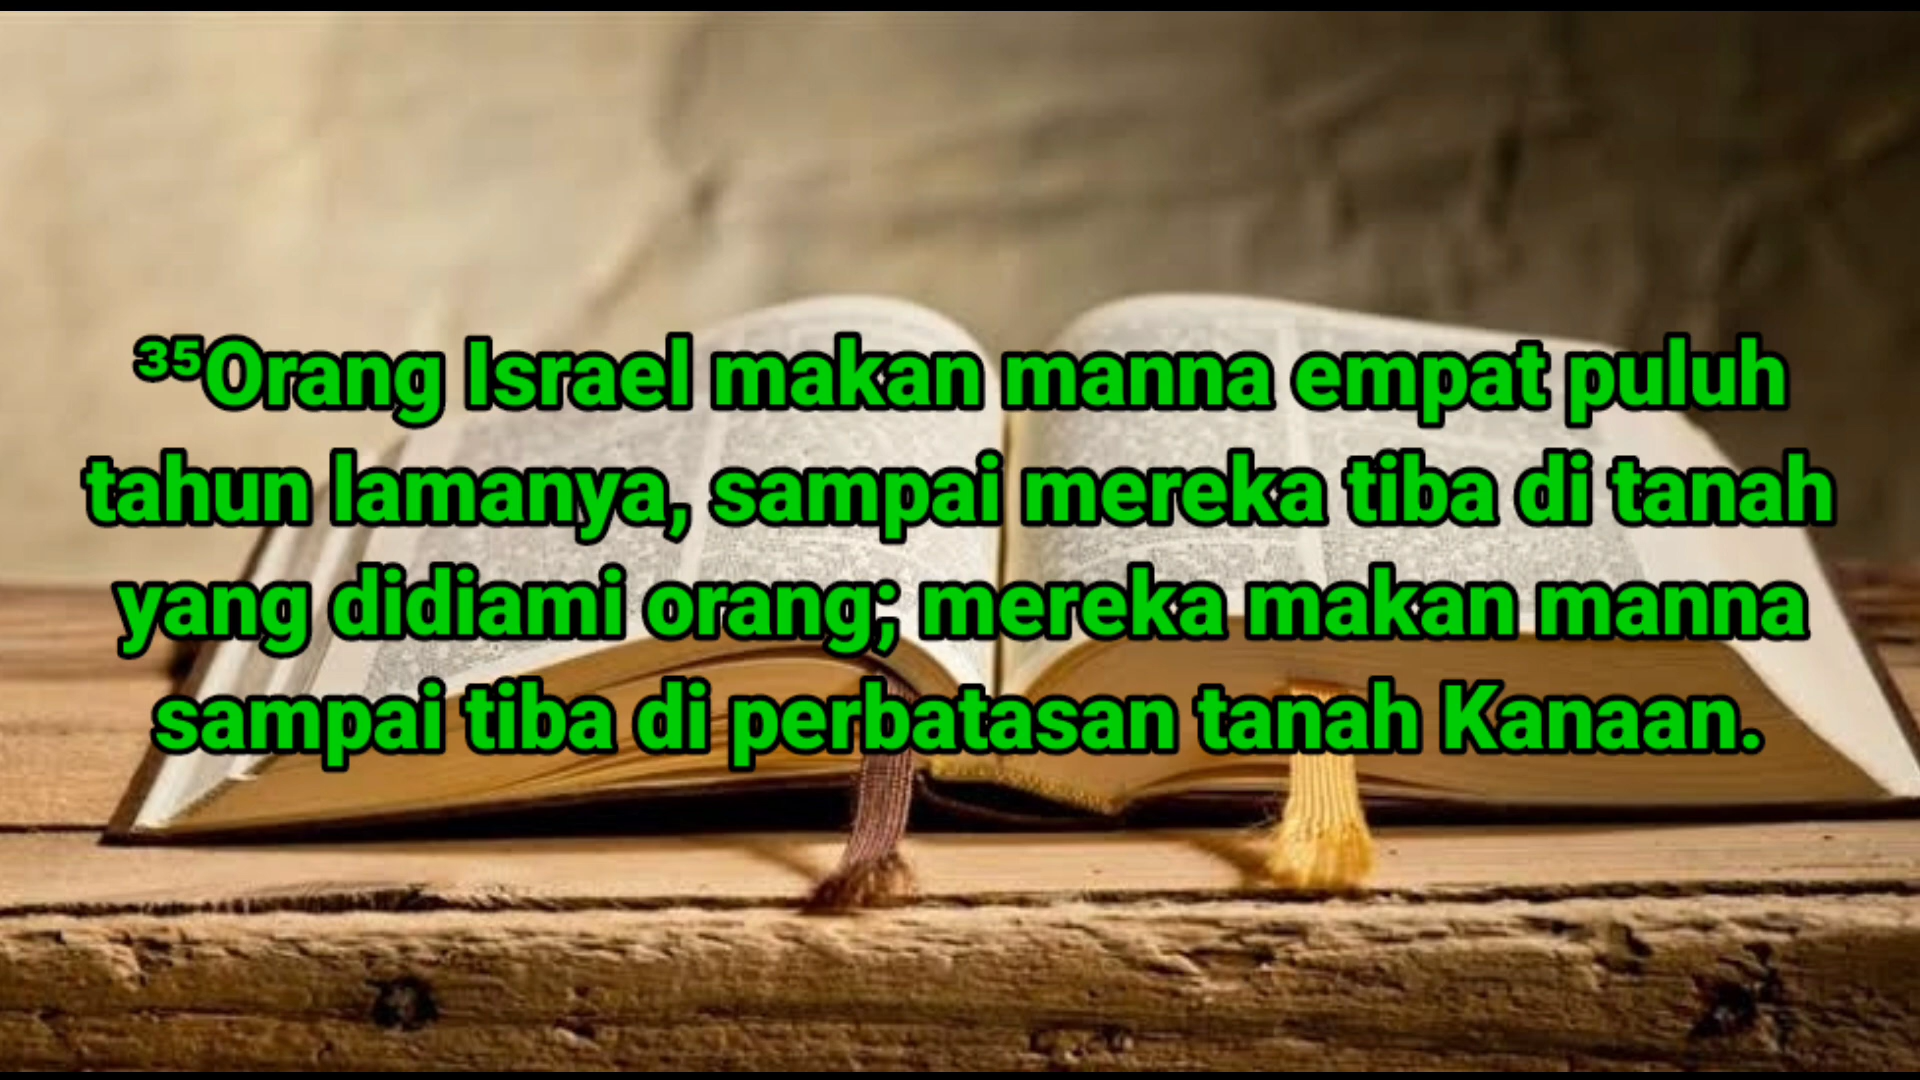 ³⁵Orang Israel makan manna empat puluh
tahun lamanya, sampai mereka tiba di tanah
yang didiami orang; mereka makan manna
sampai tiba di perbatasan tanah Kanaan.